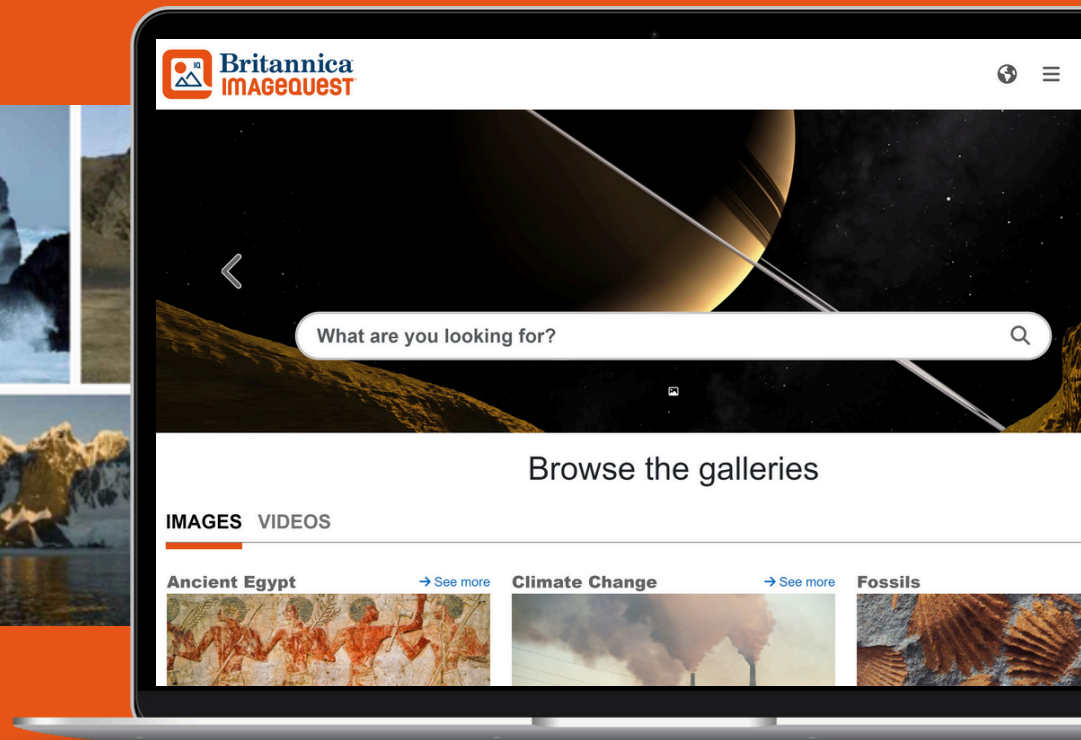 IQ
Britannica
IMAGEQUEST
What are you looking for?
Browse the galleries
IMAGES VIDEOS
Ancient Egypt → See more Climate Change → See more Fossils